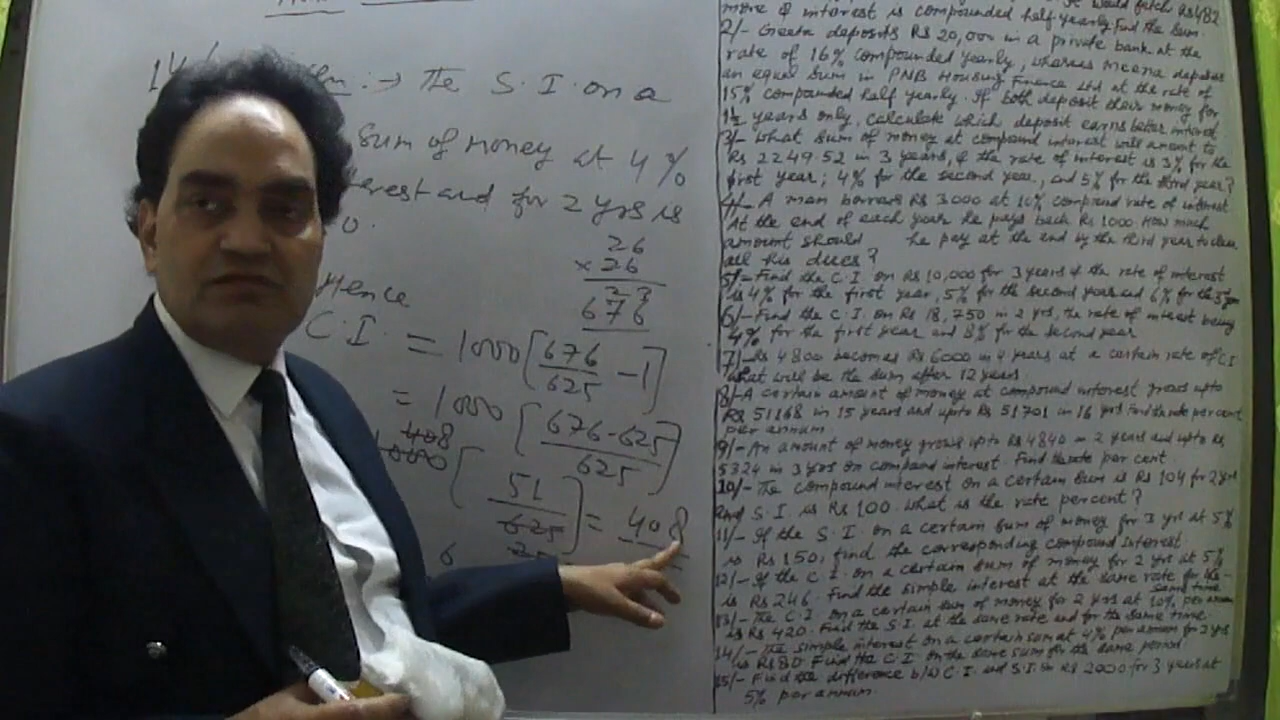 14/
:→ The S.I. on a
Sum of Money at 4%
erest and for 2 yrs is
0.
26
×26
676
Hence
C.I. = 1000[676/625 -1]
= 1000 [676-625/625]
408
1000 [51/625] = 408
more if interest is compounded half yearly. Find the Sum.
2/- Geeta deposits Rs 20,000 in a private bank at the
rate of 16% compounded yearly, whereas Meena deposits
an equal Sum in PNB Housing Finance Ltd at the rate of
15% compounded half yearly. If both deposit their money for
1½ years only, calculate which deposit earns better interest
3/- What Sum of money at compound interest will amount to
Rs 2249.52 in 3 years, if the rate of interest is 3% for the
first year; 4% for the second year, and 5% for the third year?
4/- A man borrows Rs 3000 at 10% compound rate of interest
At the end of each year he pays back Rs 1000. How much
amount should he pay at the end by the third year to clear
all his dues?
5/- Find the C.I. on Rs 10,000 for 3 years if the rate of interest
is 4% for the first year, 5% for the second year and 6% for the 3rd year
6/- Find the C.I. on Rs 18,750 in 2 yrs, the rate of interest being
4% for the first year and 8% for the second year
7/- Rs 4800 becomes Rs 6000 in 4 years at a certain rate of C.I
What will be the Sum after 12 years.
8/- A certain amount of money at compound interest grows upto
Rs 51168 in 15 years and upto Rs 51701 in 16 yrs Find the rate percent
per annum
9/- An amount of money grows upto Rs 4840 in 2 years and upto Rs
5324 in 3 yrs on compound interest. Find the rate per cent
10/- The compound interest on a certain Sum is Rs 104 for 2 yrs
and S.I. is Rs 100. What is the rate percent?
11/- If the S.I. on a certain sum of money for 3 yrs at 5%
is Rs 150, find the corresponding compound Interest
12/- If the C.I. on a certain sum of money for 2 yrs at 5%
is Rs 246. Find the simple interest at the same rate for the same time
13/- The C.I. on a certain sum of money for 2 yrs at 10% per annum
is Rs 420. Find the S.I. at the same rate and for the same time
14/- The simple interest on a certain sum at 4% per annum for 2 yrs
is Rs 80 Find the C.I. on the same sum for the same period.
15/- Find the difference b/w C.I. and S.I. on Rs 2000 for 3 years at
5% per annum.